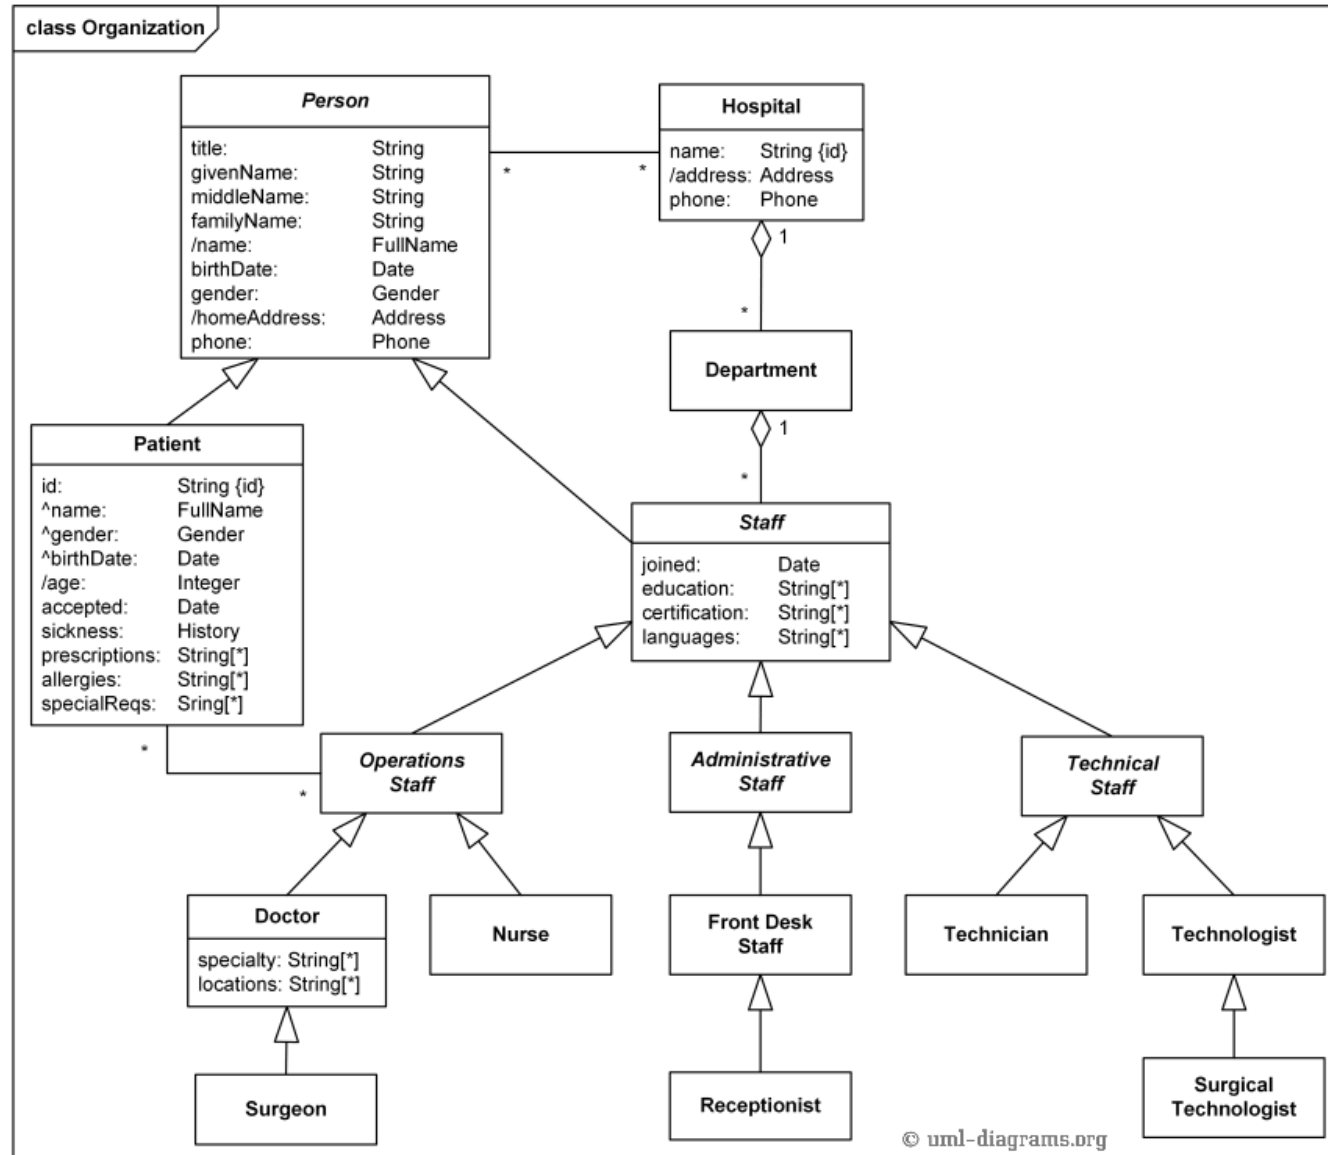 class Organization
Person
title: String
givenName: String
middleName: String
familyName: String
/name: FullName
birthDate: Date
gender: Gender
/homeAddress: Address
phone: Phone
* *
Hospital
name: String {id}
/address: Address
phone: Phone
1
*
Department
1
*
Patient
id: String {id}
^name: FullName
^gender: Gender
^birthDate: Date
/age: Integer
accepted: Date
sickness: History
prescriptions: String[*]
allergies: String[*]
specialReqs: Sring[*]
*
*
Staff
joined: Date
education: String[*]
certification: String[*]
languages: String[*]
Operations
Staff
Administrative
Staff
Technical
Staff
Doctor
specialty: String[*]
locations: String[*]
Nurse
Front Desk
Staff
Technician
Technologist
Surgeon
Receptionist
Surgical
Technologist
© uml-diagrams.org